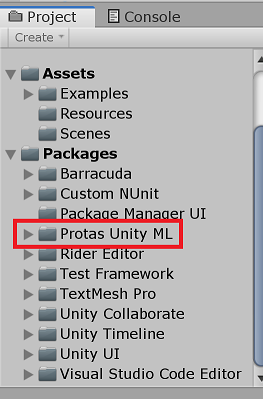 Project
Console
Create
Assets
Examples
Resources
Scenes
Packages
Barracuda
Custom NUnit
Package Manager UI
Protas Unity ML
Rider Editor
Test Framework
TextMesh Pro
Unity Collaborate
Unity Timeline
Unity UI
Visual Studio Code Editor